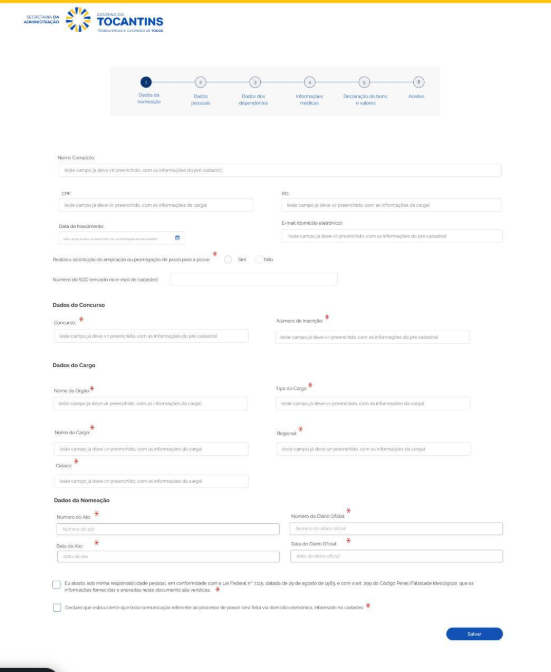 SECRETARIA DA
ADMINISTRAÇÃO
GOVERNO DO
TOCANTINS
TRABALHANDO E CUIDANDO DE TODOS
1
2
3
4
5
6
Dados da
nomeação
Dados
pessoais
Dados dos
dependentes
Informações
médicas
Declaração de bens
e valores
Aceites
Nome Completo:
(este campo já deve vir preenchido, com as informações do pré cadastro)
CPF:
RG:
(este campo já deve vir preenchido, com as informações da carga)
(este campo já deve vir preenchido, com as informações da carga)
Data de Nascimento:
E-mail (domicílio eletrônico):
(este campo já deve vir preenchido, com as informações do pré cadastro)
(este campo já deve vir preenchido, com as informações do pré cadastro)
Realizou solicitação de ampliação ou prorrogação de prazo para a posse: *
Sim
Não
Número do SGD (enviado no e-mail de cadastro):
Dados do Concurso
Concurso: *
Número de Inscrição: *
(este campo já deve vir preenchido, com as informações do pré cadastro)
(este campo já deve vir preenchido, com as informações do pré cadastro)
Dados do Cargo
Nome do Órgão: *
Tipo do Cargo: *
(este campo já deve vir preenchido, com as informações da carga)
(este campo já deve vir preenchido, com as informações da carga)
Nome do Cargo: *
Regional: *
(este campo já deve vir preenchido, com as informações da carga)
(este campo já deve vir preenchido, com as informações da carga)
Cidade: *
(este campo já deve vir preenchido, com as informações da carga)
Dados da Nomeação
Número do Ato: *
Número do Diário Oficial: *
Número do ato
Número do diário oficial
Data do Ato: *
Data do Diário Oficial: *
data do ato
data do diário oficial
Eu atesto, sob minha responsabilidade pessoal, em conformidade com a Lei Federal nº 7.115, datada de 29 de agosto de 1983, e com o art. 299 do Código Penal (Falsidade Ideológica), que as
informações fornecidas e anexadas neste documento são verídicas. *
Declaro que estou ciente que toda comunicação referente ao processo de posse será feita via domicílio eletrônico, informado no cadastro *
Salvar